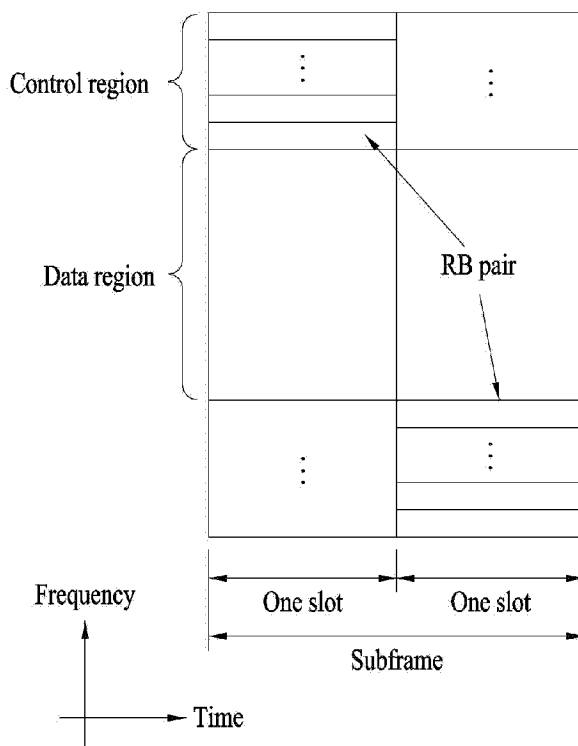 Control region
Data region
RB pair
One slot
One slot
Subframe
Frequency
Time